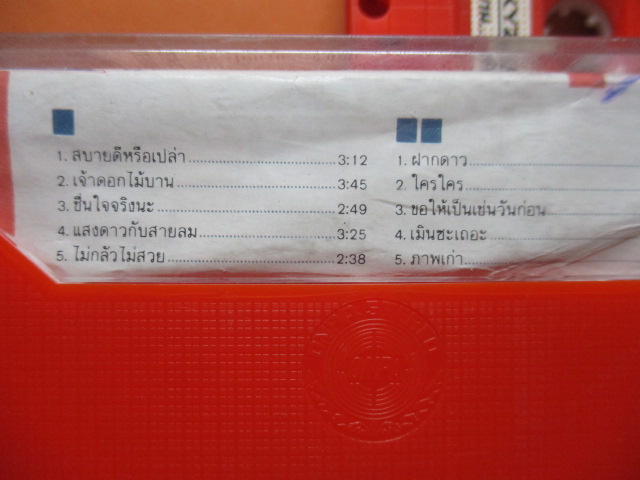 1. สบายดีหรือเปล่า 3:12
2. เจ้าดอกไม้บาน 3:45
3. ชื่นใจจริงนะ 2:49
4. แสงดาวกับสายลม 3:25
5. ไม่กลัวไม่สวย 2:38
1. ฝากดาว
2. ใครใคร
3. ขอให้เป็นเช่นวันก่อน
4. เมินซะเถอะ
5. ภาพเก่า